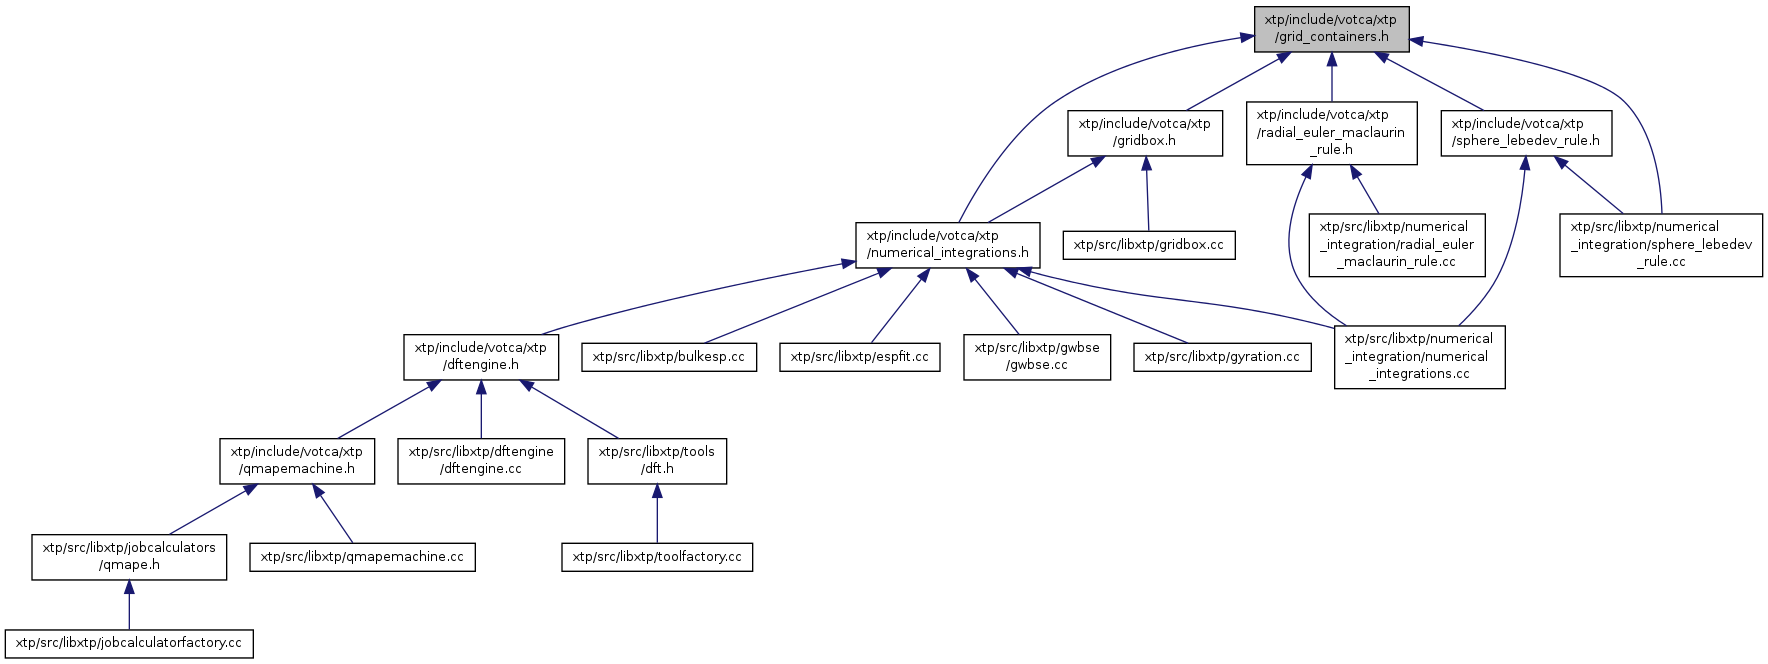 xtp/include/votca/xtp
/grid_containers.h
xtp/include/votca/xtp
/gridbox.h
xtp/include/votca/xtp
/radial_euler_maclaurin
_rule.h
xtp/include/votca/xtp
/sphere_lebedev_rule.h
xtp/include/votca/xtp
/numerical_integrations.h
xtp/src/libxtp/gridbox.cc
xtp/src/libxtp/numerical
_integration/radial_euler
_maclaurin_rule.cc
xtp/src/libxtp/numerical
_integration/sphere_lebedev
_rule.cc
xtp/include/votca/xtp
/dftengine.h
xtp/src/libxtp/bulkesp.cc
xtp/src/libxtp/espfit.cc
xtp/src/libxtp/gwbse
/gwbse.cc
xtp/src/libxtp/gyration.cc
xtp/src/libxtp/numerical
_integration/numerical
_integrations.cc
xtp/include/votca/xtp
/qmapemachine.h
xtp/src/libxtp/dftengine
/dftengine.cc
xtp/src/libxtp/tools
/dft.h
xtp/src/libxtp/jobcalculators
/qmape.h
xtp/src/libxtp/qmapemachine.cc
xtp/src/libxtp/toolfactory.cc
xtp/src/libxtp/jobcalculatorfactory.cc